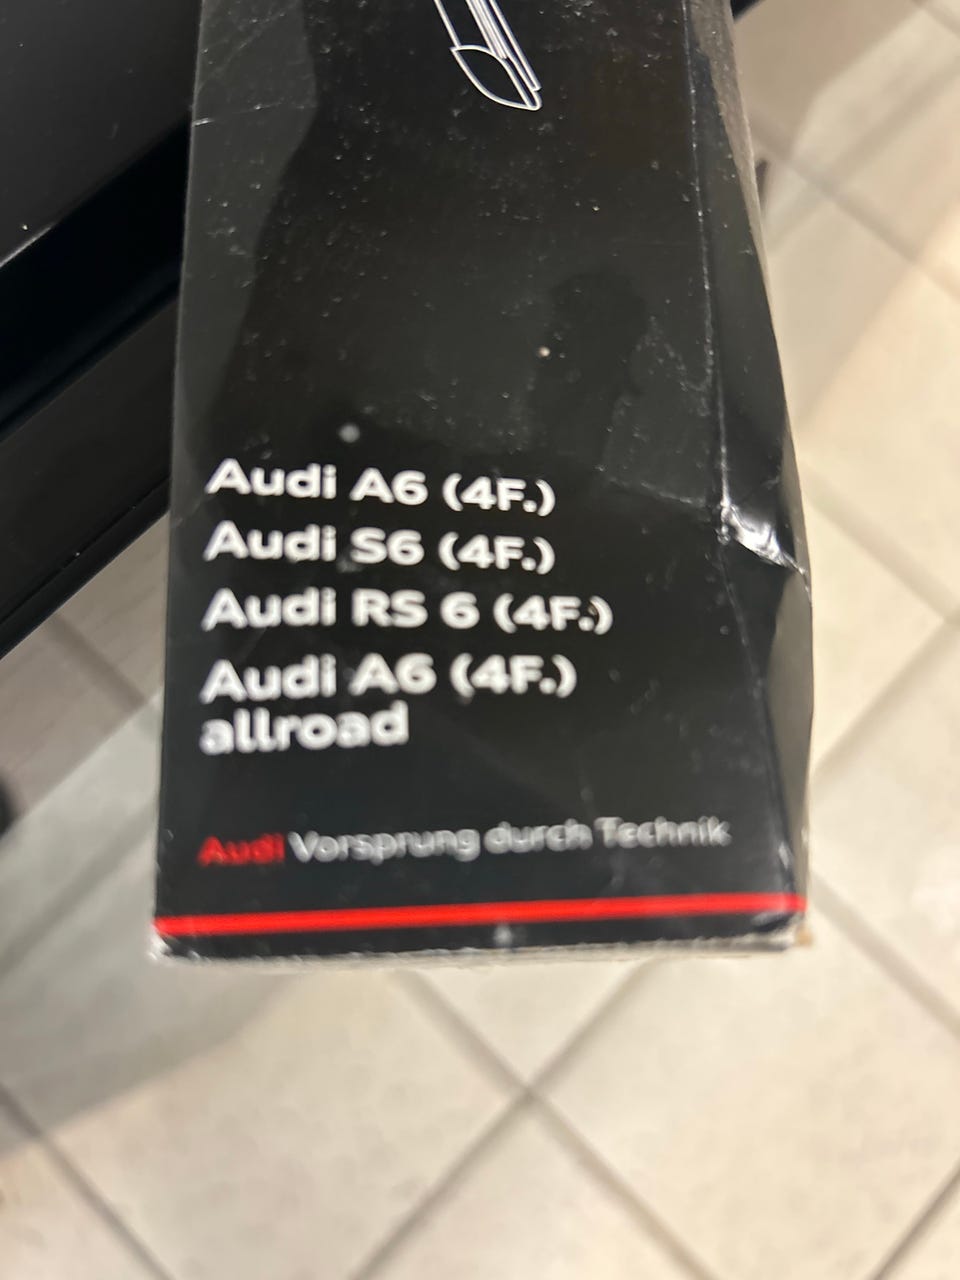 Audi A6 (4F.)
Audi S6 (4F.)
Audi RS 6 (4F.)
Audi A6 (4F.)
allroad
Audi Vorsprung durch Technik